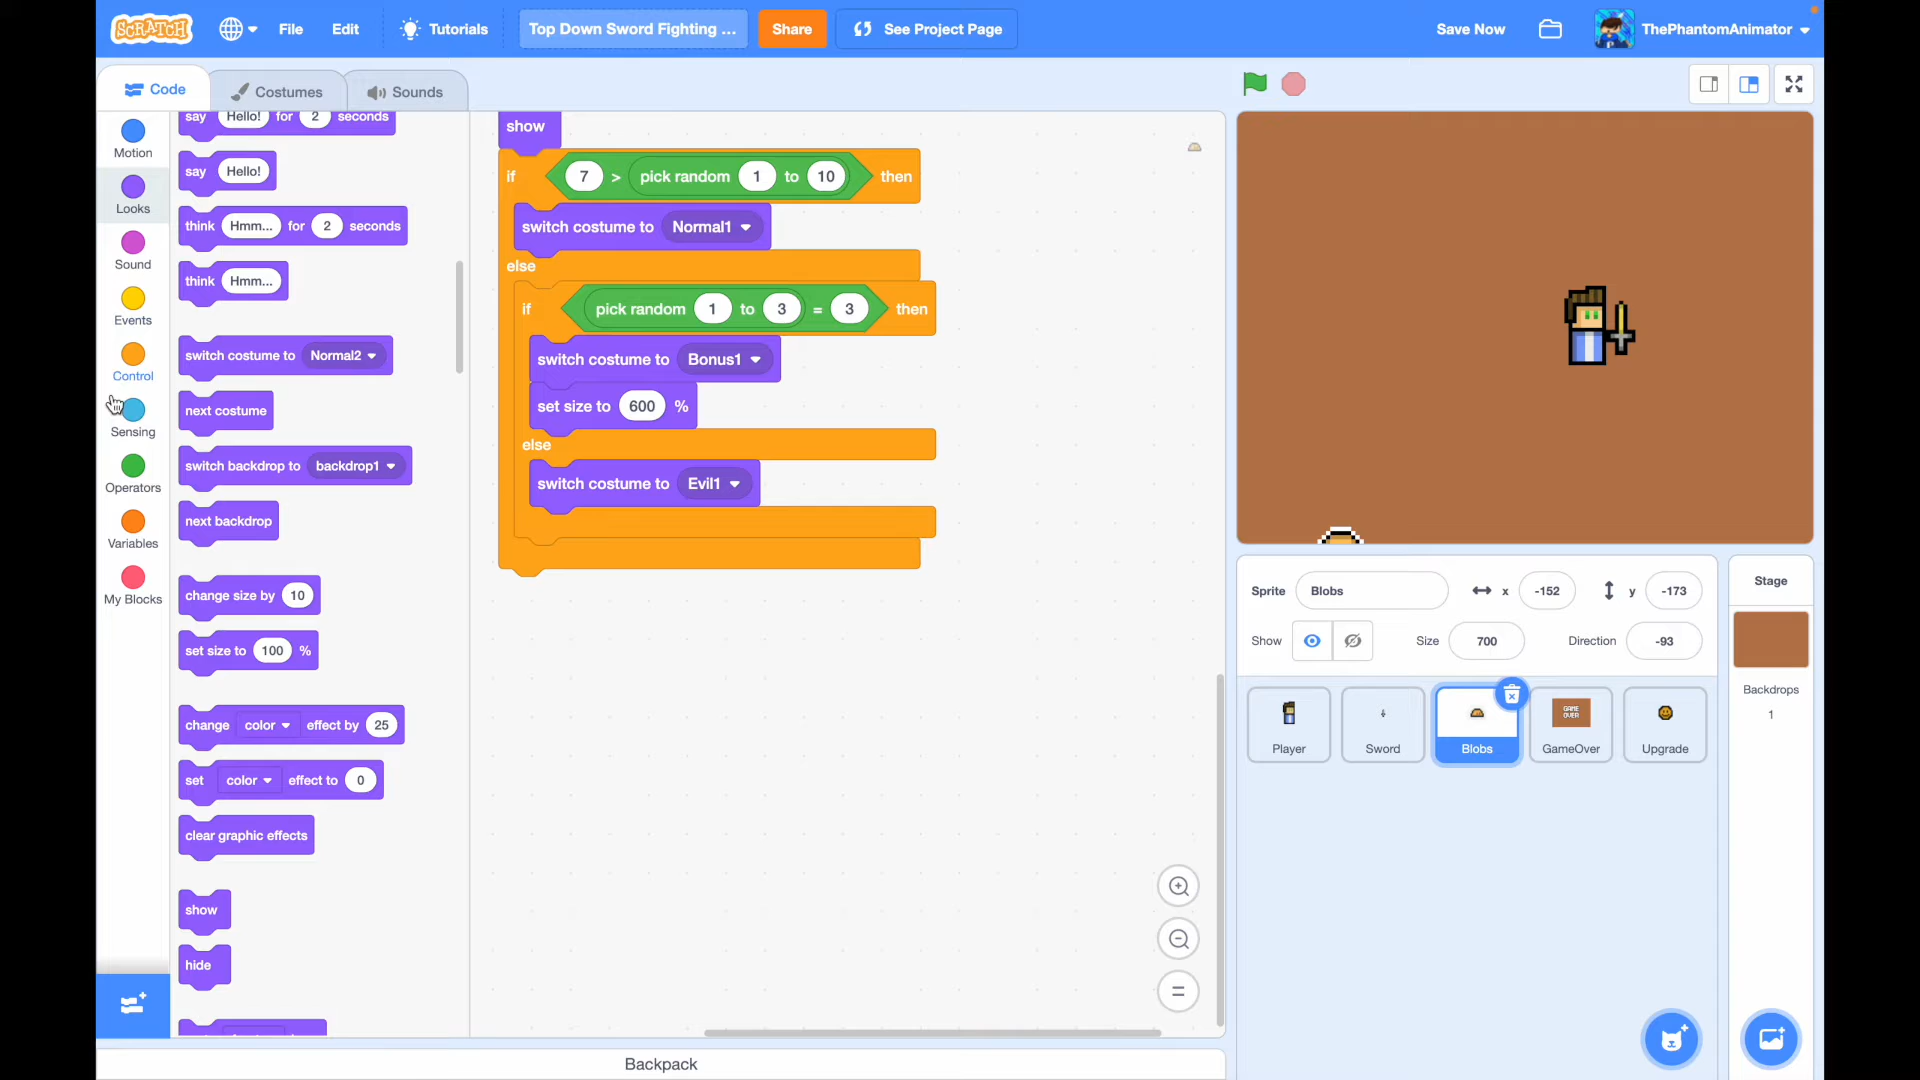 SCRATCH
File
Edit
Tutorials
Top Down Sword Fighting ...
Share
See Project Page
Save Now
ThePhantomAnimator
Code
Costumes
Sounds
Motion
Looks
Sound
Events
Control
Sensing
Operators
Variables
My Blocks
say Hello! for 2 seconds
say Hello!
think Hmm... for 2 seconds
think Hmm...
switch costume to Normal2
next costume
switch backdrop to backdrop1
next backdrop
change size by 10
set size to 100 %
change color effect by 25
set color effect to 0
clear graphic effects
show
hide
show
if 7 > pick random 1 to 10 then
switch costume to Normal1
else
if pick random 1 to 3 = 3 then
switch costume to Bonus1
set size to 600 %
else
switch costume to Evil1
Backpack
Sprite Blobs x -152 y -173
Show Size 700 Direction -93
Player
Sword
Blobs
GAME
OVER
GameOver
Upgrade
Stage
Backdrops
1